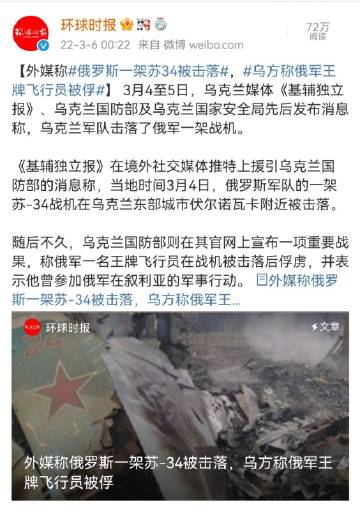 环球时报
22-3-6 00:22 来自 微博 weibo.com
72万
阅读
【外媒称#俄罗斯一架苏34被击落#，#乌方称俄军王
牌飞行员被俘#】3月4至5日，乌克兰媒体《基辅独立报
》、乌克兰国防部及乌克兰国家安全局先后发布消息
称，乌克兰军队击落了俄军一架战机。
《基辅独立报》在境外社交媒体推特上援引乌克兰国
防部的消息称，当地时间3月4日，俄罗斯军队的一架
苏-34战机在乌克兰东部城市伏尔诺瓦卡附近被击落。
随后不久，乌克兰国防部则在其官网上宣布一项重要战
果，称俄军一名王牌飞行员在战机被击落后俘虏，并表
示他曾参加俄军在叙利亚的军事行动。外媒称俄罗
斯一架苏-34被击落，乌方称俄军王...
环球时报
文章
外媒称俄罗斯一架苏-34被击落，乌方称俄军王
牌飞行员被俘